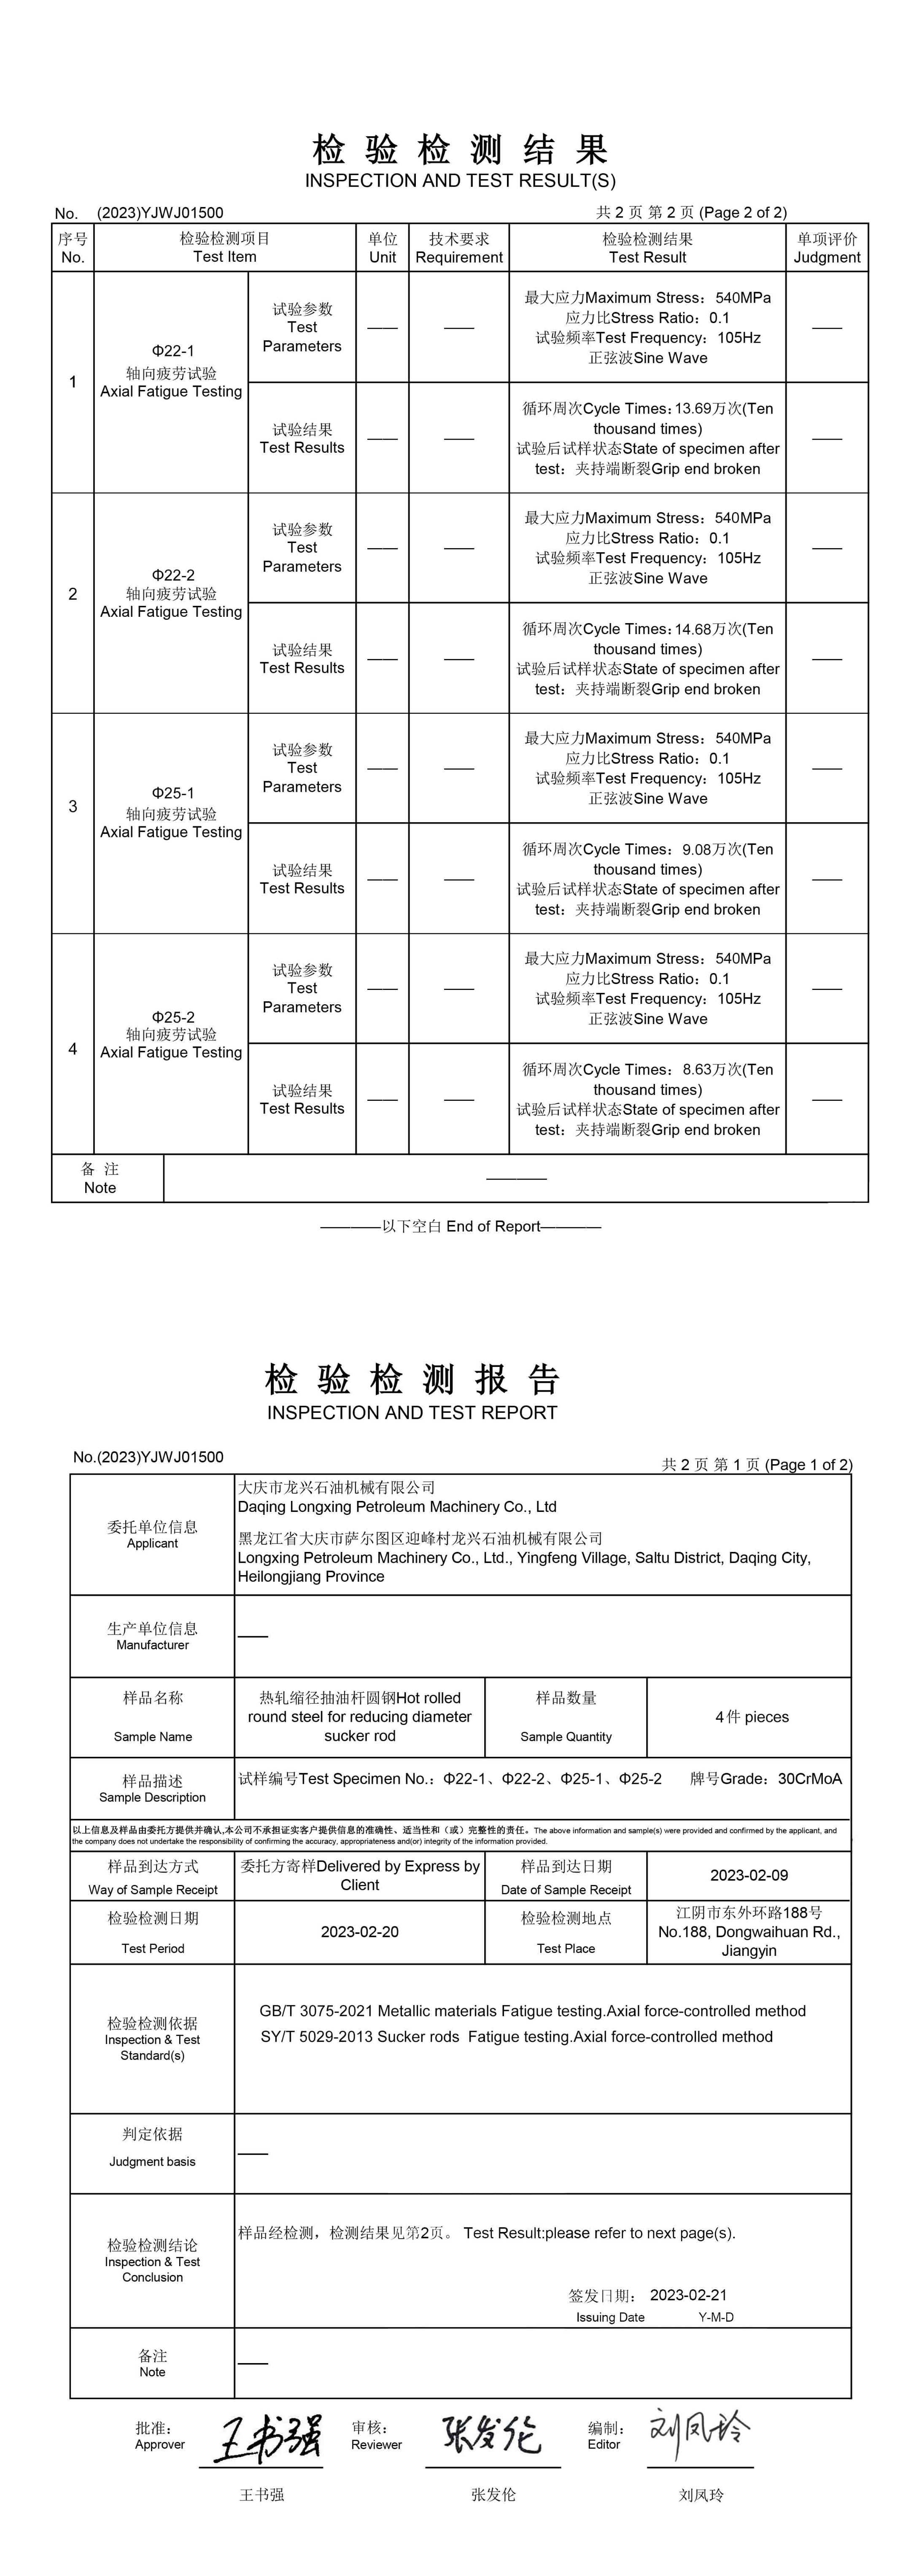 检验检测结果
INSPECTION AND TEST RESULT(S)
No. (2023)YJWJ01500
共 2 页 第 2 页 (Page 2 of 2)
序号
No.
检验检测项目
Test Item
单位
Unit
技术要求
Requirement
检验检测结果
Test Result
单项评价
Judgment
1
Φ22-1
轴向疲劳试验
Axial Fatigue Testing
试验参数
Test
Parameters
——
——
最大应力Maximum Stress：540MPa
应力比Stress Ratio：0.1
试验频率Test Frequency：105Hz
正弦波Sine Wave
——
试验结果
Test Results
——
——
循环周次Cycle Times：13.69万次(Ten
thousand times)
试验后试样状态State of specimen after
test：夹持端断裂Grip end broken
——
2
Φ22-2
轴向疲劳试验
Axial Fatigue Testing
试验参数
Test
Parameters
——
——
最大应力Maximum Stress：540MPa
应力比Stress Ratio：0.1
试验频率Test Frequency：105Hz
正弦波Sine Wave
——
试验结果
Test Results
——
——
循环周次Cycle Times：14.68万次(Ten
thousand times)
试验后试样状态State of specimen after
test：夹持端断裂Grip end broken
——
3
Φ25-1
轴向疲劳试验
Axial Fatigue Testing
试验参数
Test
Parameters
——
——
最大应力Maximum Stress：540MPa
应力比Stress Ratio：0.1
试验频率Test Frequency：105Hz
正弦波Sine Wave
——
试验结果
Test Results
——
——
循环周次Cycle Times：9.08万次(Ten
thousand times)
试验后试样状态State of specimen after
test：夹持端断裂Grip end broken
——
4
Φ25-2
轴向疲劳试验
Axial Fatigue Testing
试验参数
Test
Parameters
——
——
最大应力Maximum Stress：540MPa
应力比Stress Ratio：0.1
试验频率Test Frequency：105Hz
正弦波Sine Wave
——
试验结果
Test Results
——
——
循环周次Cycle Times：8.63万次(Ten
thousand times)
试验后试样状态State of specimen after
test：夹持端断裂Grip end broken
——
备 注
Note
————
————以下空白 End of Report————
检验检测报告
INSPECTION AND TEST REPORT
No.(2023)YJWJ01500
共 2 页 第 1 页 (Page 1 of 2)
委托单位信息
Applicant
大庆市龙兴石油机械有限公司
Daqing Longxing Petroleum Machinery Co., Ltd
黑龙江省大庆市萨尔图区迎峰村龙兴石油机械有限公司
Longxing Petroleum Machinery Co., Ltd., Yingfeng Village, Saltu District, Daqing City,
Heilongjiang Province
生产单位信息
Manufacturer
——
样品名称
Sample Name
热轧缩径抽油杆圆钢Hot rolled
round steel for reducing diameter
sucker rod
样品数量
Sample Quantity
4件 pieces
样品描述
Sample Description
试样编号Test Specimen No.：Φ22-1、Φ22-2、Φ25-1、Φ25-2 牌号Grade：30CrMoA
以上信息及样品由委托方提供并确认,本公司不承担证实客户提供信息的准确性、适当性和（或）完整性的责任。The above information and sample(s) were provided and confirmed by the applicant, and
the company does not undertake the responsibility of confirming the accuracy, appropriateness and(or) integrity of the information provided.
样品到达方式
Way of Sample Receipt
委托方寄样Delivered by Express by
Client
样品到达日期
Date of Sample Receipt
2023-02-09
检验检测日期
Test Period
2023-02-20
检验检测地点
Test Place
江阴市东外环路188号
No.188, Dongwaihuan Rd.,
Jiangyin
检验检测依据
Inspection & Test
Standard(s)
GB/T 3075-2021 Metallic materials Fatigue testing.Axial force-controlled method
SY/T 5029-2013 Sucker rods Fatigue testing.Axial force-controlled method
判定依据
Judgment basis
——
检验检测结论
Inspection & Test
Conclusion
样品经检测，检测结果见第2页。 Test Result:please refer to next page(s).
签发日期： 2023-02-21
Issuing Date Y-M-D
备注
Note
——
批准：
Approver
王书强
审核：
Reviewer
张发伦
编制：
Editor
刘凤玲
王书强
张发伦
刘凤玲